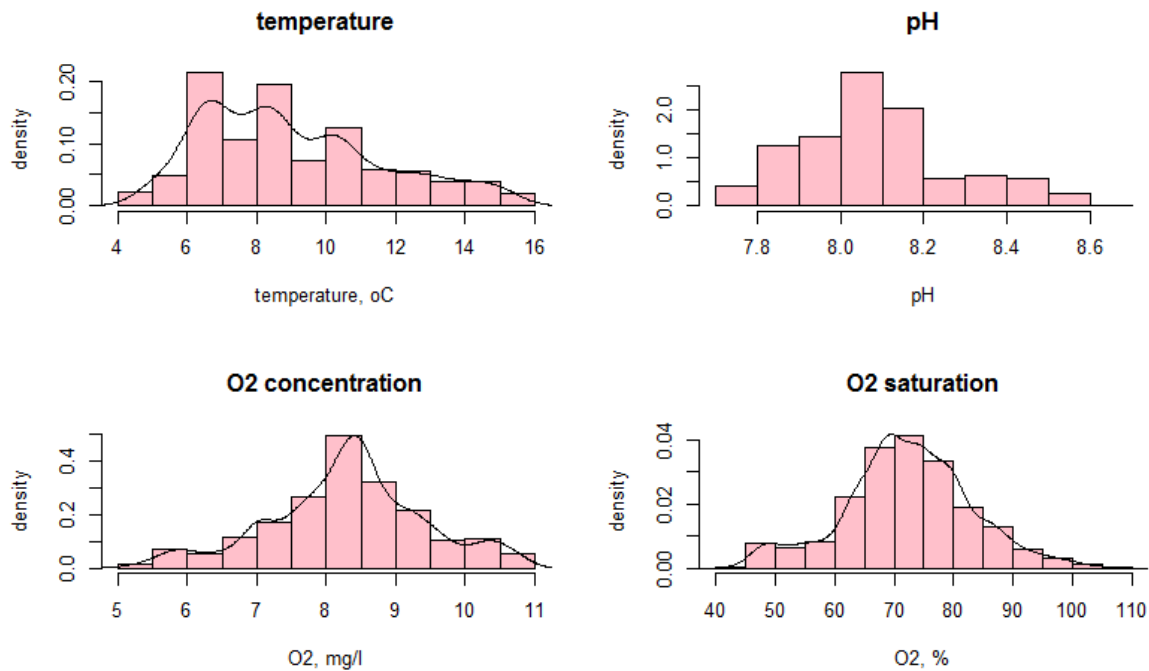 temperature
density
0.00 0.10 0.20
4 6 8 10 12 14 16
temperature, oC
pH
density
0.0 1.0 2.0
7.8 8.0 8.2 8.4 8.6
pH
O2 concentration
density
0.0 0.2 0.4
5 6 7 8 9 10 11
O2, mg/l
O2 saturation
density
0.00 0.02 0.04
40 50 60 70 80 90 100 110
O2, %